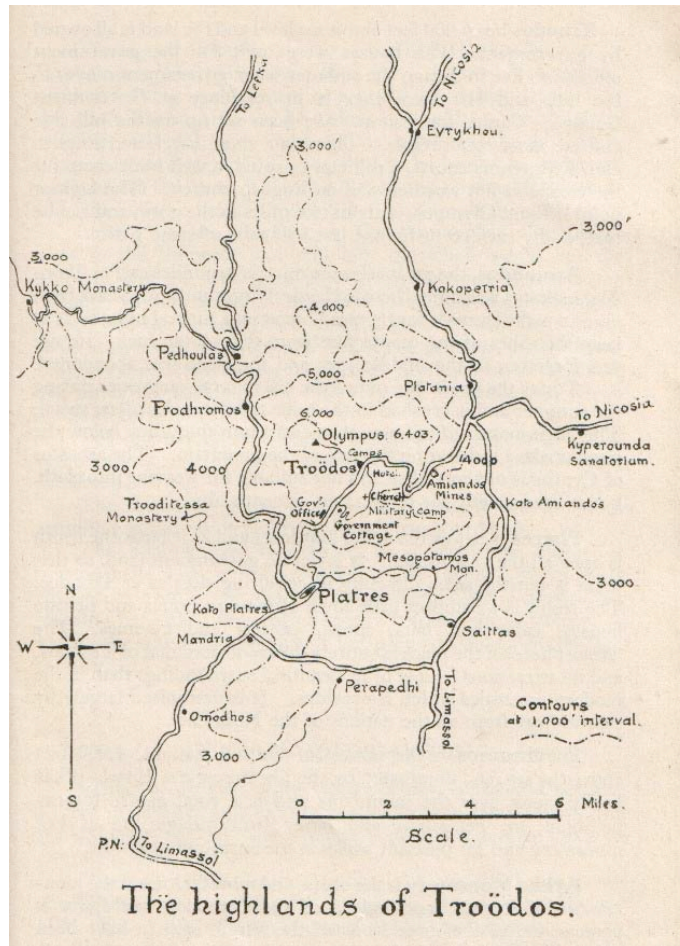 To Lefka
To Nicosia
Evrykhou.
3,000
3,000'
3,000
Kykko Monastery
Kakopetria
4,000
Pedhoulas
5,000
Platania
Prodhromos
6,000
To Nicosia
Olympus 6.403.
Kyperounda
Sanatorium.
Camps
Troödos
Hotel
4000
3,000
4000
Amiandos
Mines
Church
Kato Amiandos
Trooditessa
Monastery
Gov't
Offices
Military Camp
Government
Cottage
Mesopotamos
Mon.
3000
N
Platres
Kato Platres
W
E
Saittas
Mandria
To Limassol
Perapedhi
Contours
at 1,000' interval.
Omodhos
3,000
S
0 2 4 6 Miles.
Scale.
P.N:
To Limassol
The highlands of Troödos.